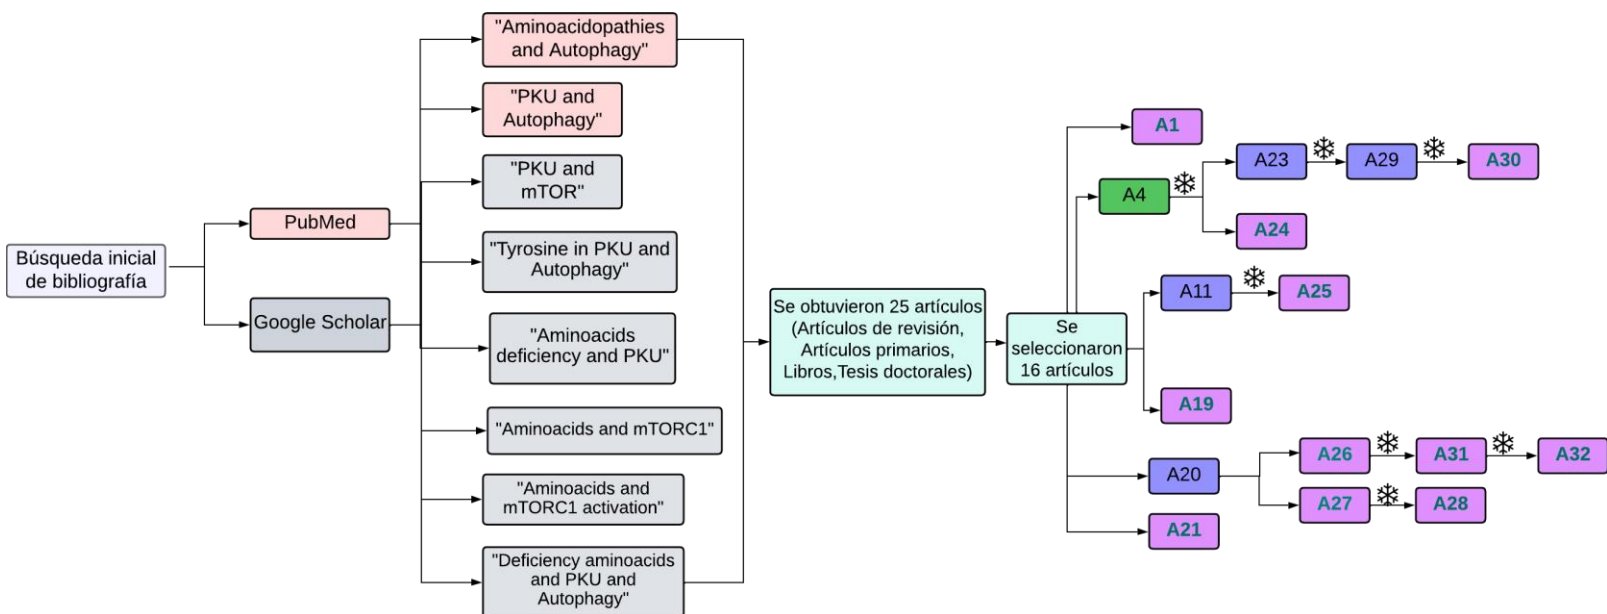 Búsqueda inicial
de bibliografía
PubMed
Google Scholar
"Aminoacidopathies
and Autophagy"
"PKU and
Autophagy"
"PKU and
mTOR"
"Tyrosine in PKU and
Autophagy"
"Aminoacids
deficiency and PKU"
"Aminoacids and mTORC1"
"Aminoacids and
mTORC1 activation"
"Deficiency aminoacids
and PKU and
Autophagy"
Se obtuvieron 25 artículos
(Artículos de revisión,
Artículos primarios,
Libros,Tesis doctorales)
Se
seleccionaron
16 artículos
A1
A4
A23
A29
A30
A24
A11
A25
A19
A20
A26
A31
A32
A27
A28
A21